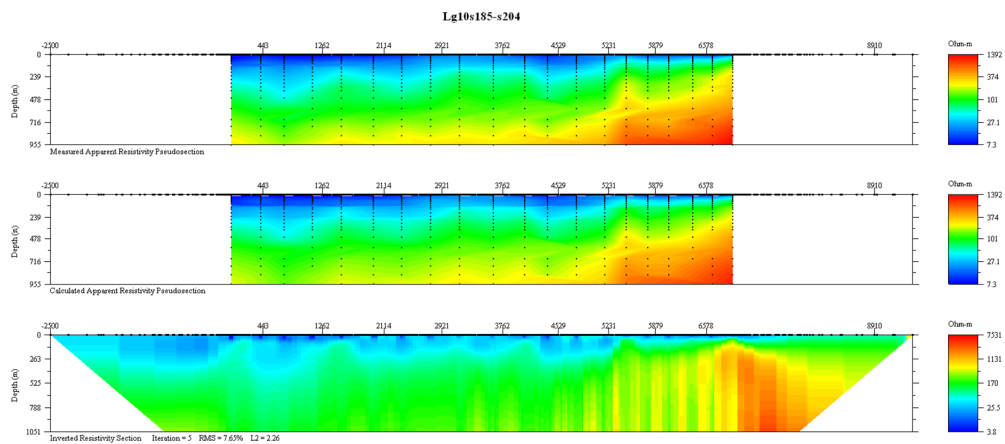 Lg10s185-s204
-2500 443 1262 2114 2921 3762 4529 5231 5879 6578 8910
Ohm-m
0 239 478 716 955
Depth (m)
1392 374 101 27.1 7.3
Measured Apparent Resistivity Pseudosection
-2500 443 1262 2114 2921 3762 4529 5231 5879 6578 8910
Ohm-m
0 239 478 716 955
Depth (m)
1392 374 101 27.1 7.3
Calculated Apparent Resistivity Pseudosection
-2500 443 1262 2114 2921 3762 4529 5231 5879 6578 8910
Ohm-m
0 263 525 788 1051
Depth (m)
7531 1131 170 25.5 3.8
Inverted Resistivity Section Iteration = 5 RMS = 7.65% L2 = 2.26